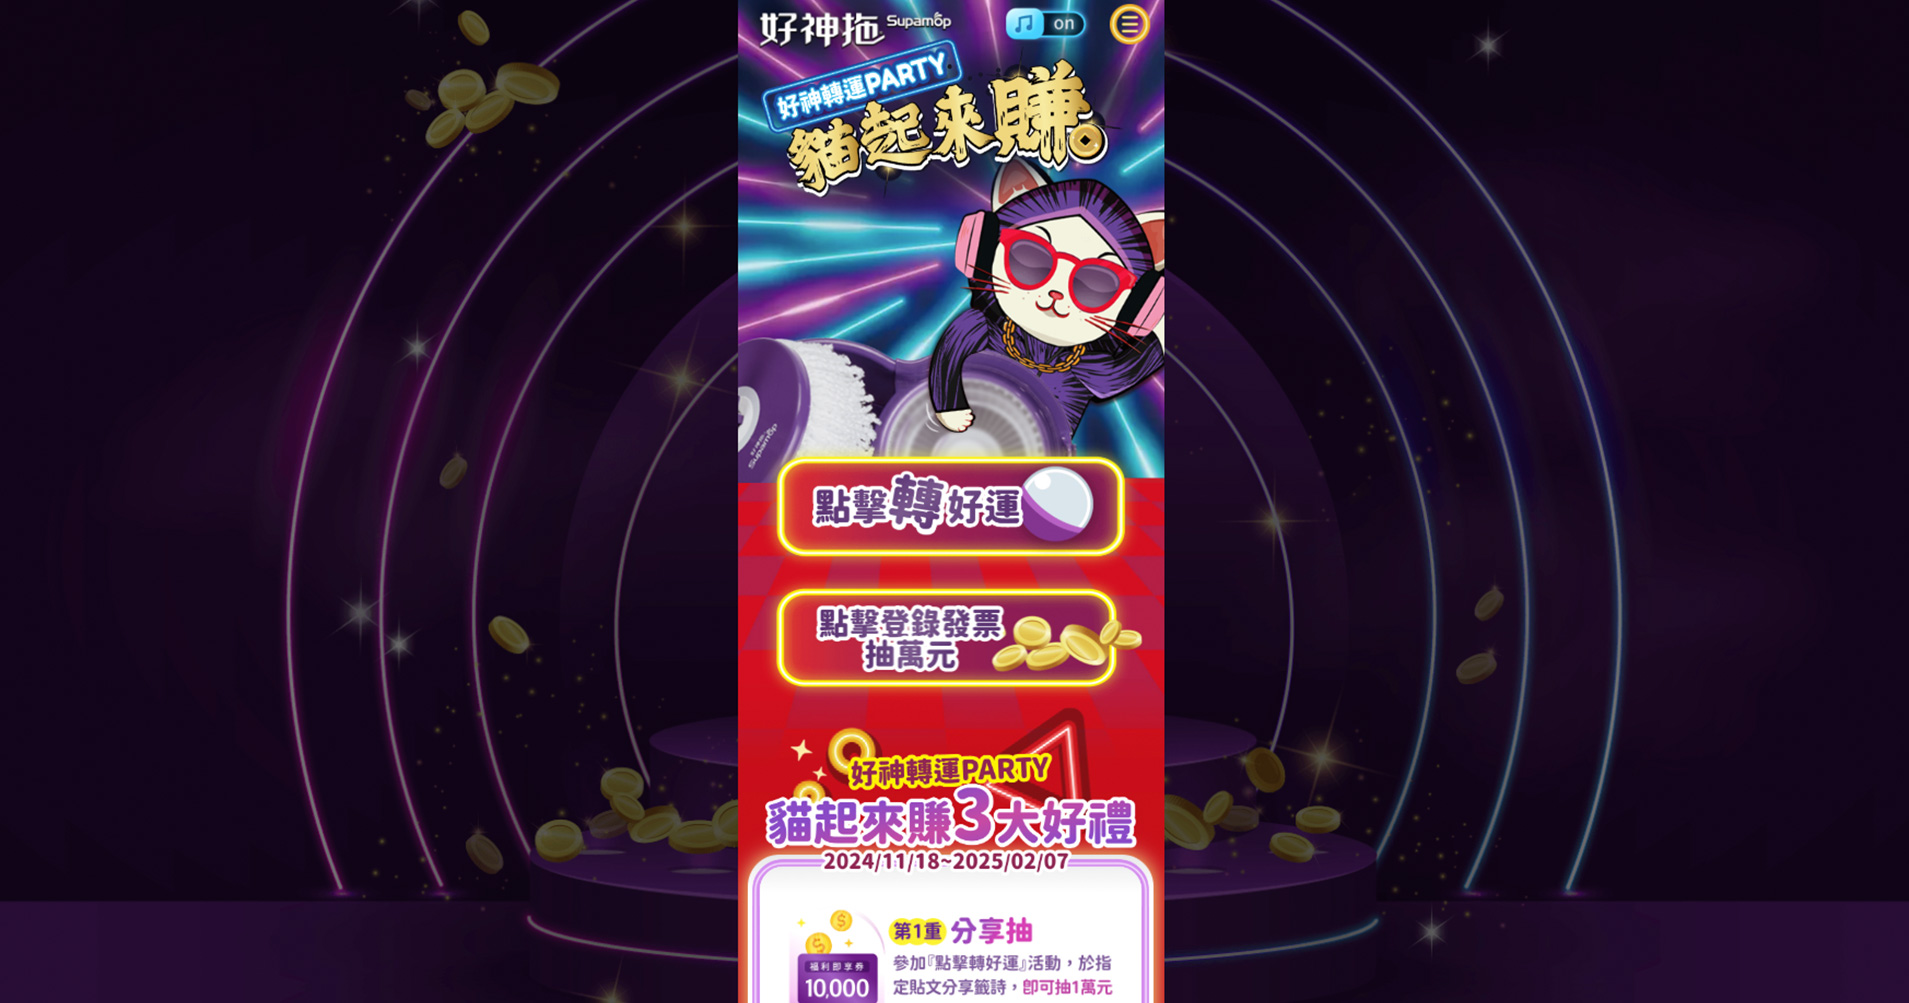 好神拖 Supamop
on
好神轉運PARTY
貓起來賺
Supamop
點擊轉好運
點擊登錄發票
抽萬元
好神轉運PARTY
貓起來賺3大好禮
2024/11/18~2025/02/07
第1重 分享抽
參加『點擊轉好運』活動，於指
定貼文分享籤詩，即可抽1萬元
福利即享券
10,000